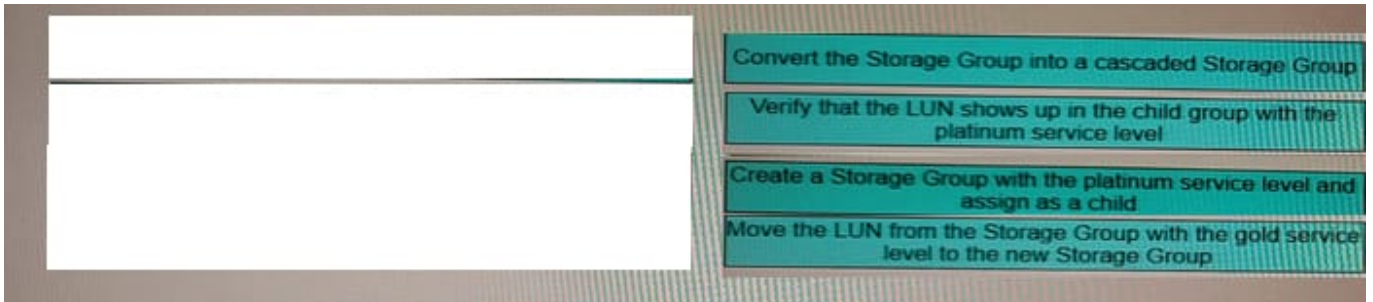 Convert the Storage Group into a cascaded Storage Group
Verify that the LUN shows up in the child group with the
platinum service level
Create a Storage Group with the platinum service level and
assign as a child
Move the LUN from the Storage Group with the gold service
level to the new Storage Group